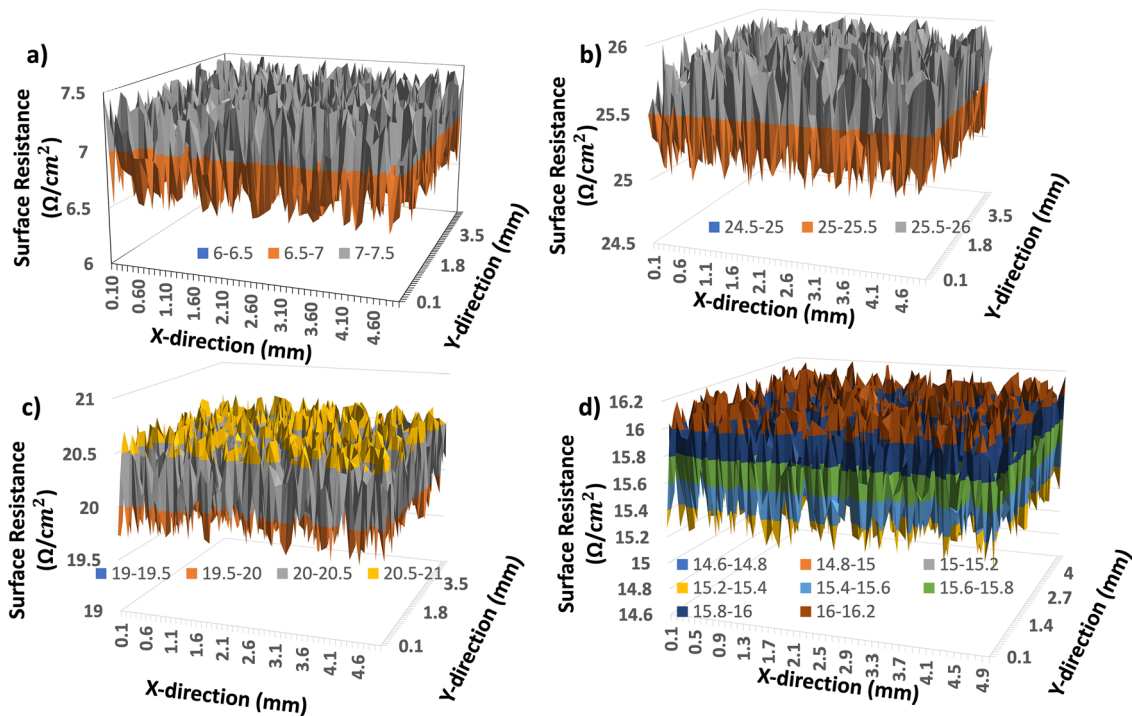 a)
Surface Resistance
(Ω/cm²)
7.5
7
6.5
6
6-6.5 6.5-7 7-7.5
0.10 0.60 1.10 1.60 2.10 2.60 3.10 3.60 4.10 4.60
X-direction (mm)
0.1 1.8 3.5
Y-direction (mm)
b)
Surface Resistance
(Ω/cm²)
26
25.5
25
24.5
24.5-25 25-25.5 25.5-26
0.1 0.6 1.1 1.6 2.1 2.6 3.1 3.6 4.1 4.6
X-direction (mm)
0.1 1.8 3.5
Y-direction (mm)
c)
Surface Resistance
(Ω/cm²)
21
20.5
20
19.5
19
19-19.5 19.5-20 20-20.5 20.5-21
0.1 0.6 1.1 1.6 2.1 2.6 3.1 3.6 4.1 4.6
X-direction (mm)
0.1 1.8 3.5
Y-direction (mm)
d)
Surface Resistance
(Ω/cm²)
16.2
16
15.8
15.6
15.4
15.2
15
14.8
14.6
14.6-14.8 14.8-15 15-15.2
15.2-15.4 15.4-15.6 15.6-15.8
15.8-16 16-16.2
0.1 0.5 0.9 1.3 1.7 2.1 2.5 2.9 3.3 3.7 4.1 4.5 4.9
X-direction (mm)
0.1 1.4 2.7 4
Y-direction (mm)